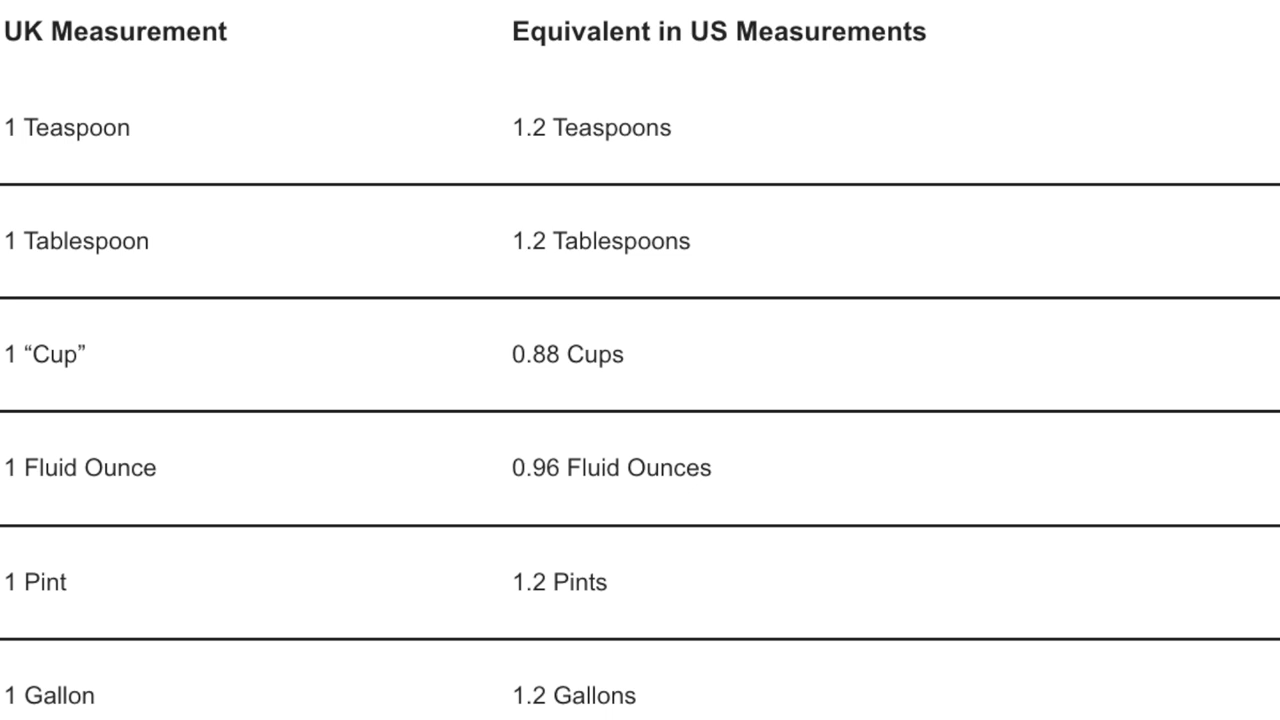 UK Measurement Equivalent in US Measurements
1 Teaspoon 1.2 Teaspoons
1 Tablespoon 1.2 Tablespoons
1 “Cup” 0.88 Cups
1 Fluid Ounce 0.96 Fluid Ounces
1 Pint 1.2 Pints
1 Gallon 1.2 Gallons